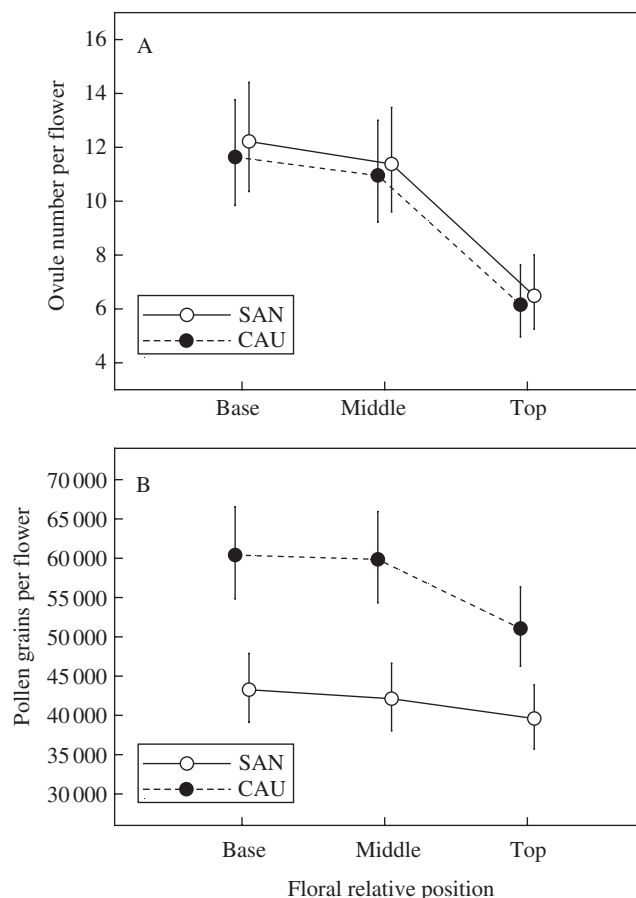 A
Ovule number per flower
16
14
12
10
8
6
4
SAN
CAU
Base Middle Top
B
Pollen grains per flower
70 000
65 000
60 000
55 000
50 000
45 000
40 000
35 000
30 000
SAN
CAU
Base Middle Top
Floral relative position